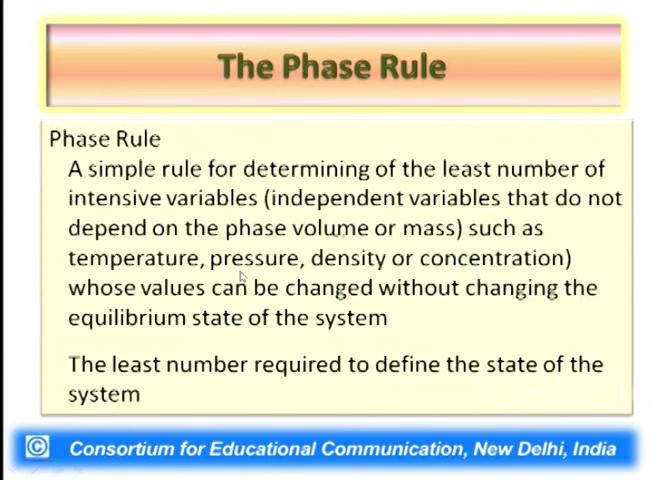 The Phase Rule
Phase Rule
A simple rule for determining of the least number of
intensive variables (independent variables that do not
depend on the phase volume or mass) such as
temperature, pressure, density or concentration)
whose values can be changed without changing the
equilibrium state of the system
The least number required to define the state of the
system
© Consortium for Educational Communication, New Delhi, India